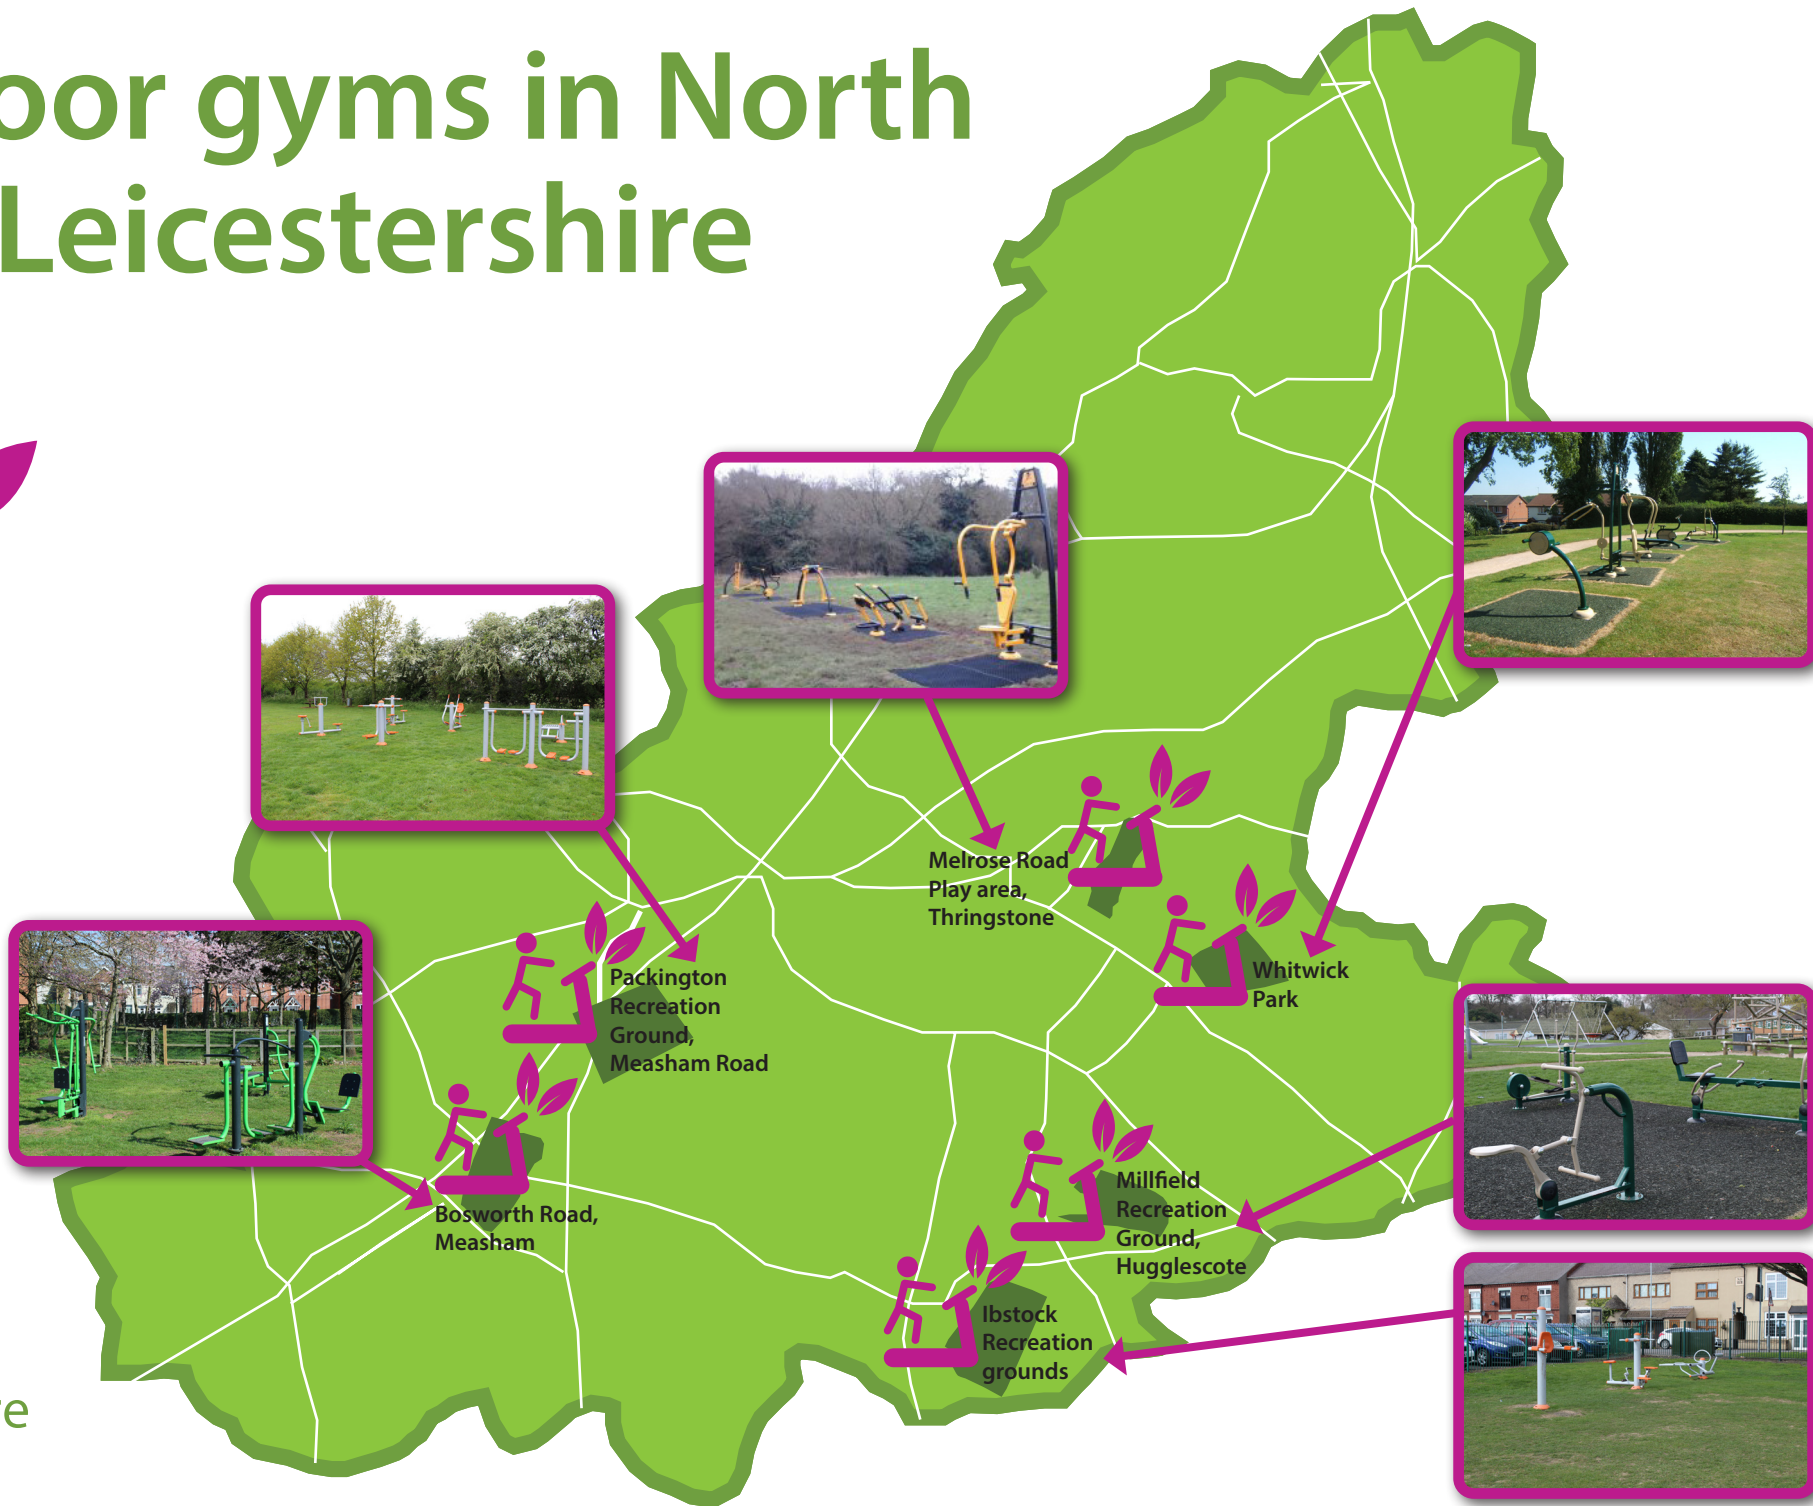 oor gyms in North
Leicestershire
Melrose Road
Play area,
Thringstone
Whitwick
Park
Packington
Recreation
Ground,
Measham Road
Bosworth Road,
Measham
Millfield
Recreation
Ground,
Hugglescote
Ibstock
Recreation
grounds
re